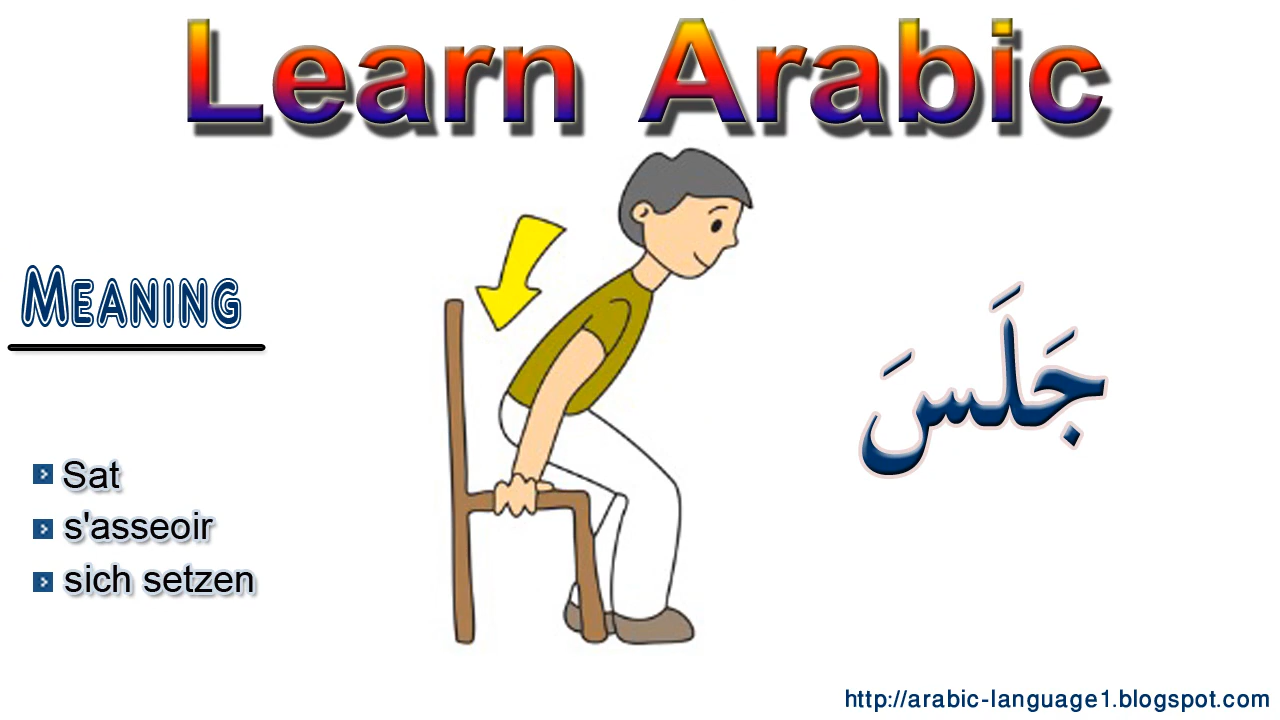 Learn Arabic
Meaning
Sat
s'asseoir
sich setzen
جَلَسَ
http://arabic-language1.blogspot.com